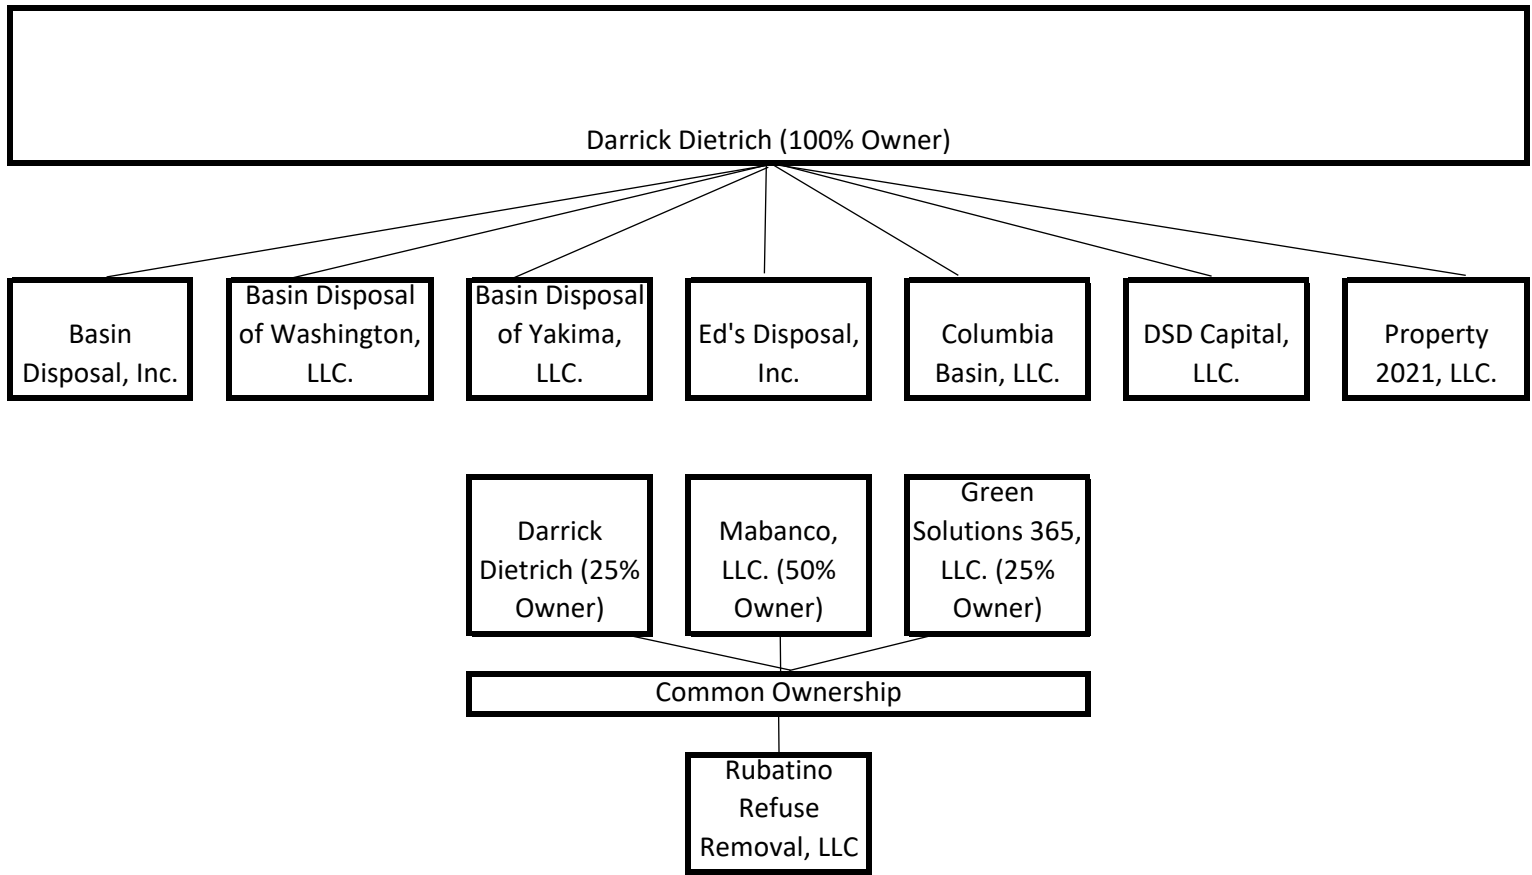 Darrick Dietrich (100% Owner)
Basin
Disposal, Inc.
Basin Disposal
of Washington,
LLC.
Basin Disposal
of Yakima,
LLC.
Ed's Disposal,
Inc.
Columbia
Basin, LLC.
DSD Capital,
LLC.
Property
2021, LLC.
Darrick
Dietrich (25%
Owner)
Mabanco,
LLC. (50%
Owner)
Green
Solutions 365,
LLC. (25%
Owner)
Common Ownership
Rubatino
Refuse
Removal, LLC